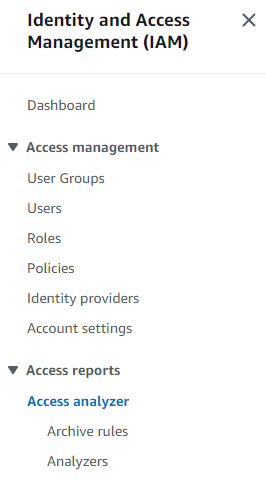 Identity and Access
Management (IAM)
Dashboard
Access management
User Groups
Users
Roles
Policies
Identity providers
Account settings
Access reports
Access analyzer
Archive rules
Analyzers